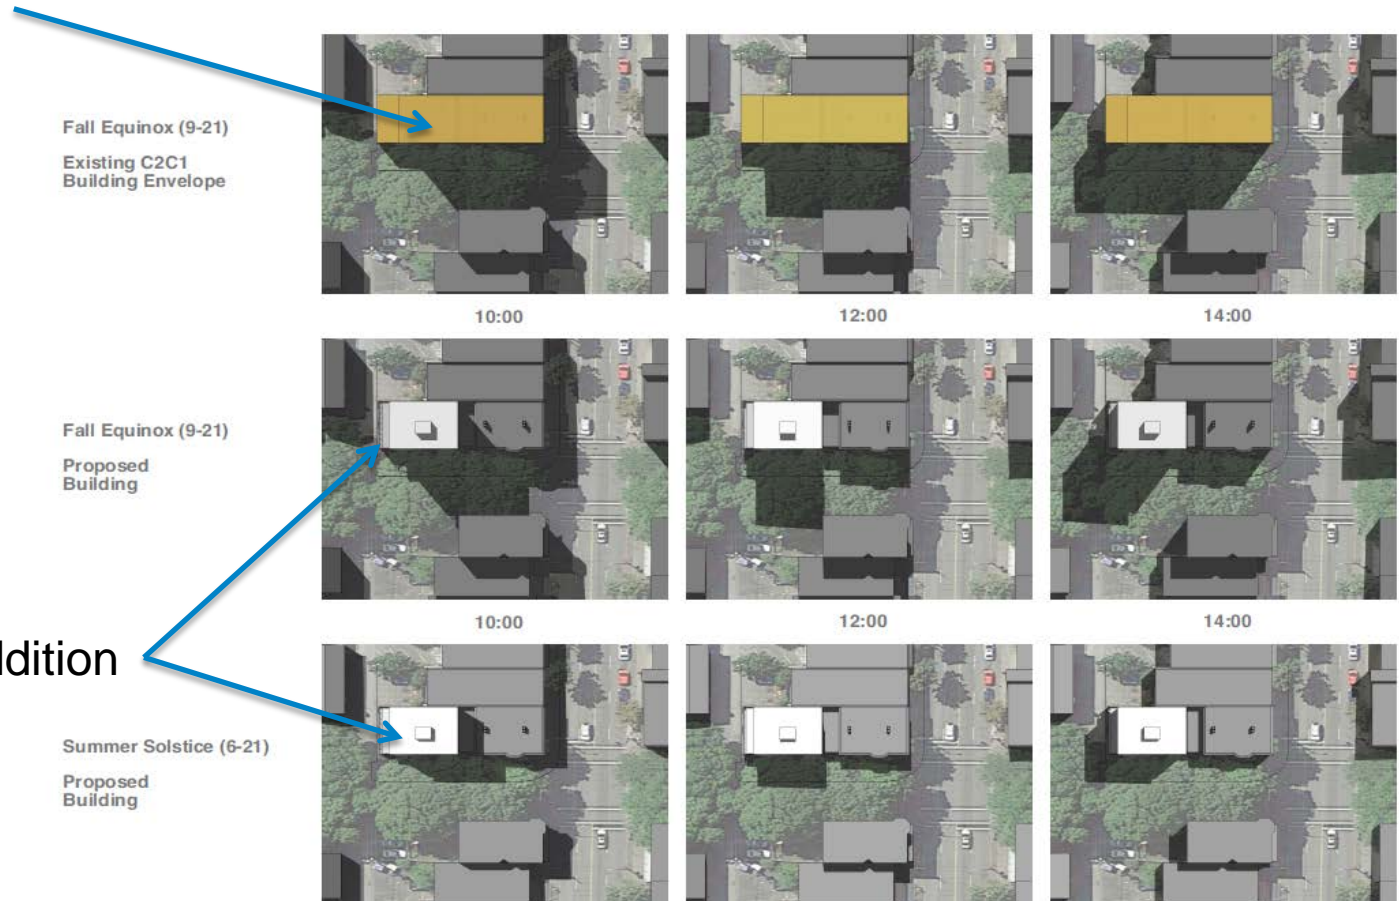 Fall Equinox (9-21)
Existing C2C1
Building Envelope
10:00
12:00
14:00
Fall Equinox (9-21)
Proposed
Building
10:00
12:00
14:00
ddition
Summer Solstice (6-21)
Proposed
Building